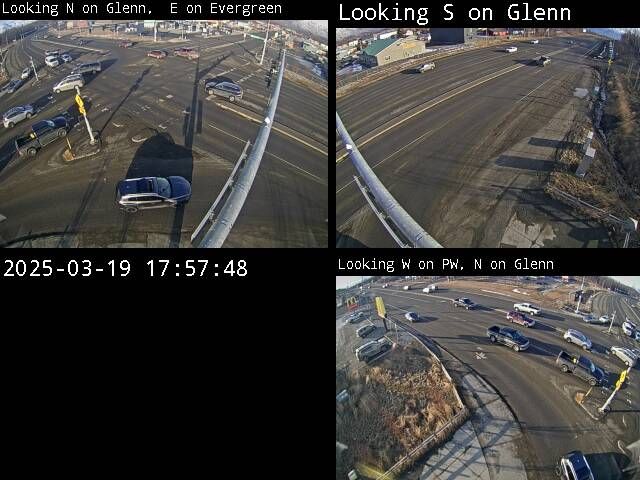 Looking N on Glenn,  E on Evergreen
Looking S on Glenn
2025-03-19 17:57:48
Looking W on PW, N on Glenn